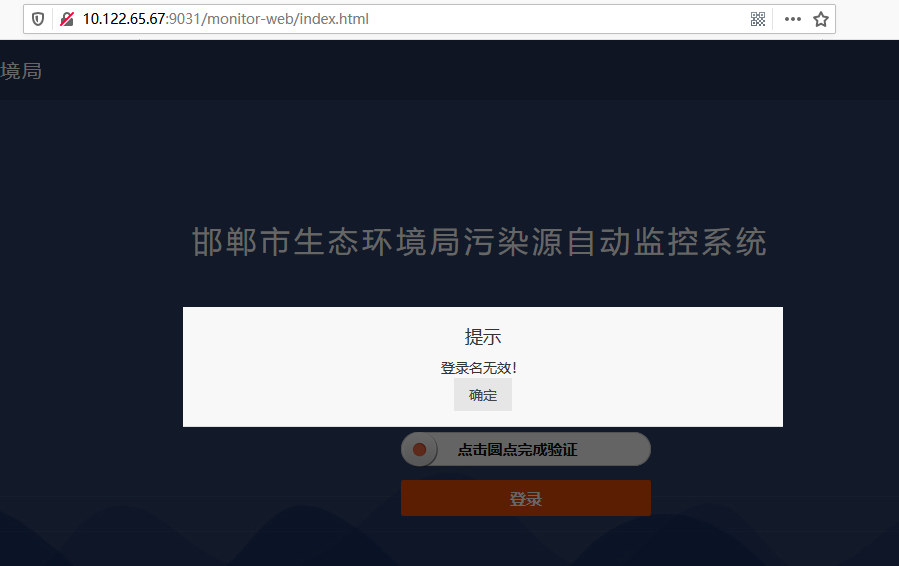 10.122.65.67:9031/monitor-web/index.html
境局
邯郸市生态环境局污染源自动监控系统
提示
登录名无效!
确定
点击圆点完成验证
登录